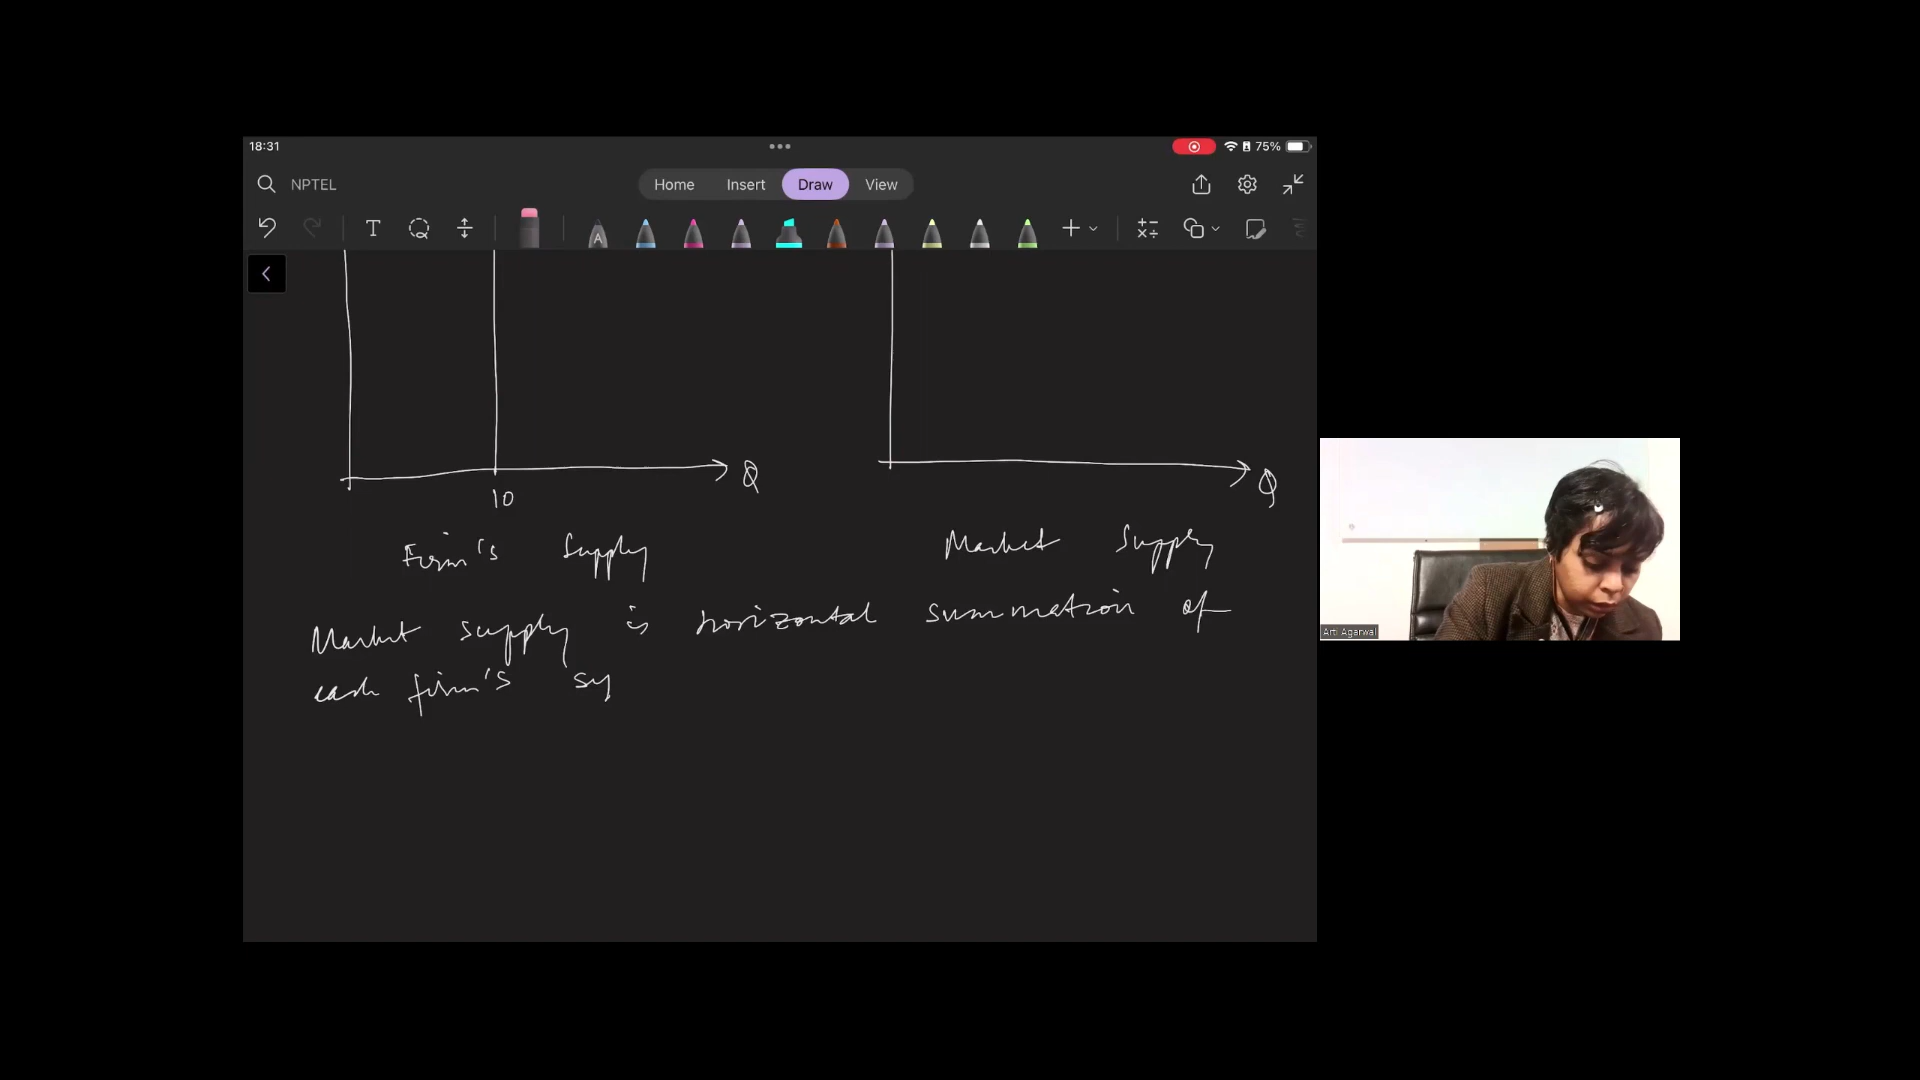 18:31
75%
NPTEL
Home Insert Draw View
T
A
Q
Q
10
Firm's Supply
Market Supply
Market supply is horizontal summation of
each firm's su
Arti Agarwal